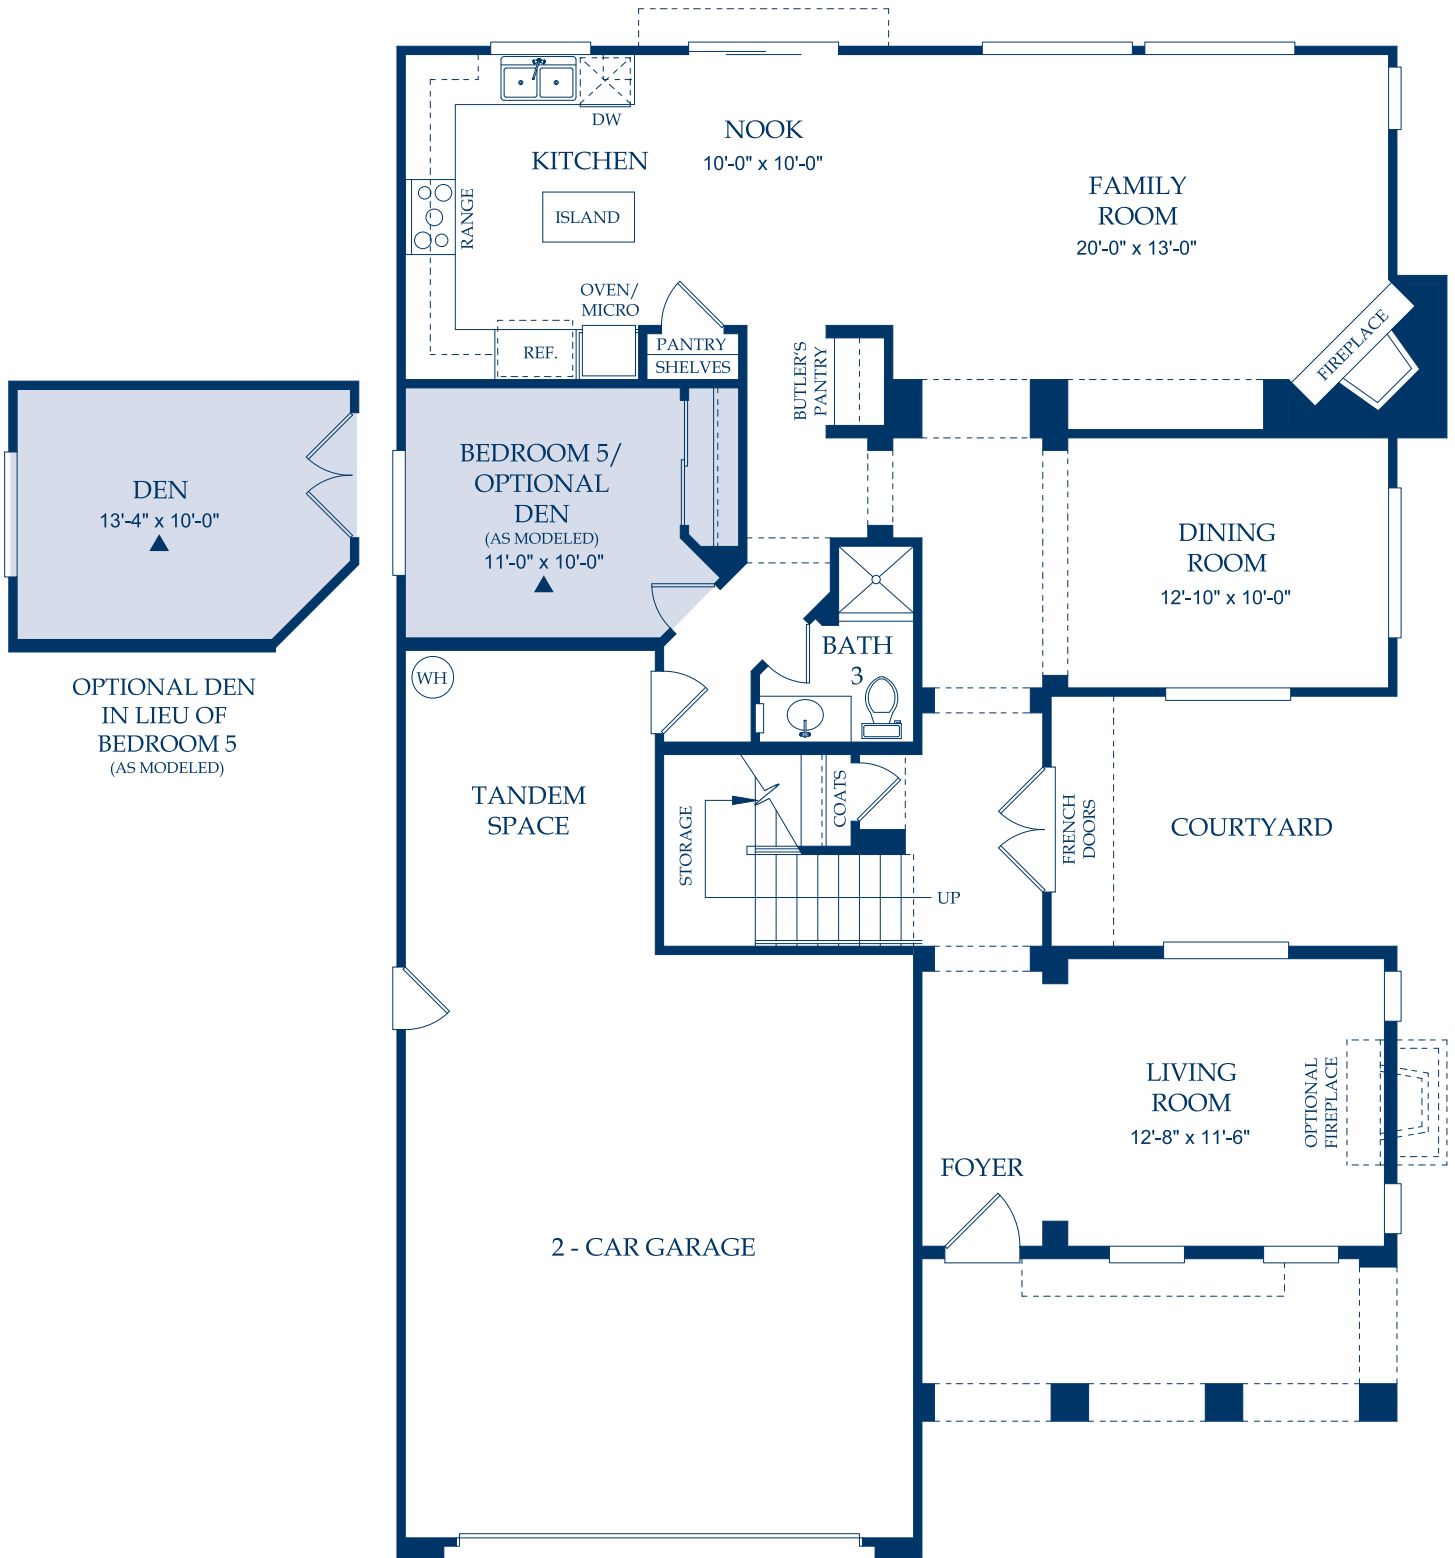 DW
NOOK
10'-0" x 10'-0"
KITCHEN
ISLAND
RANGE
FAMILY
ROOM
20'-0" x 13'-0"
OVEN/
MICRO
REF.
PANTRY
SHELVES
BUTLER'S
PANTRY
FIREPLACE
DEN
13'-4" x 10'-0"
OPTIONAL DEN
IN LIEU OF
BEDROOM 5
(AS MODELED)
BEDROOM 5/
OPTIONAL
DEN
(AS MODELED)
11'-0" x 10'-0"
DINING
ROOM
12'-10" x 10'-0"
WH
BATH
3
TANDEM
SPACE
STORAGE
COATS
UP
FRENCH
DOORS
COURTYARD
LIVING
ROOM
12'-8" x 11'-6"
OPTIONAL
FIREPLACE
FOYER
2 - CAR GARAGE